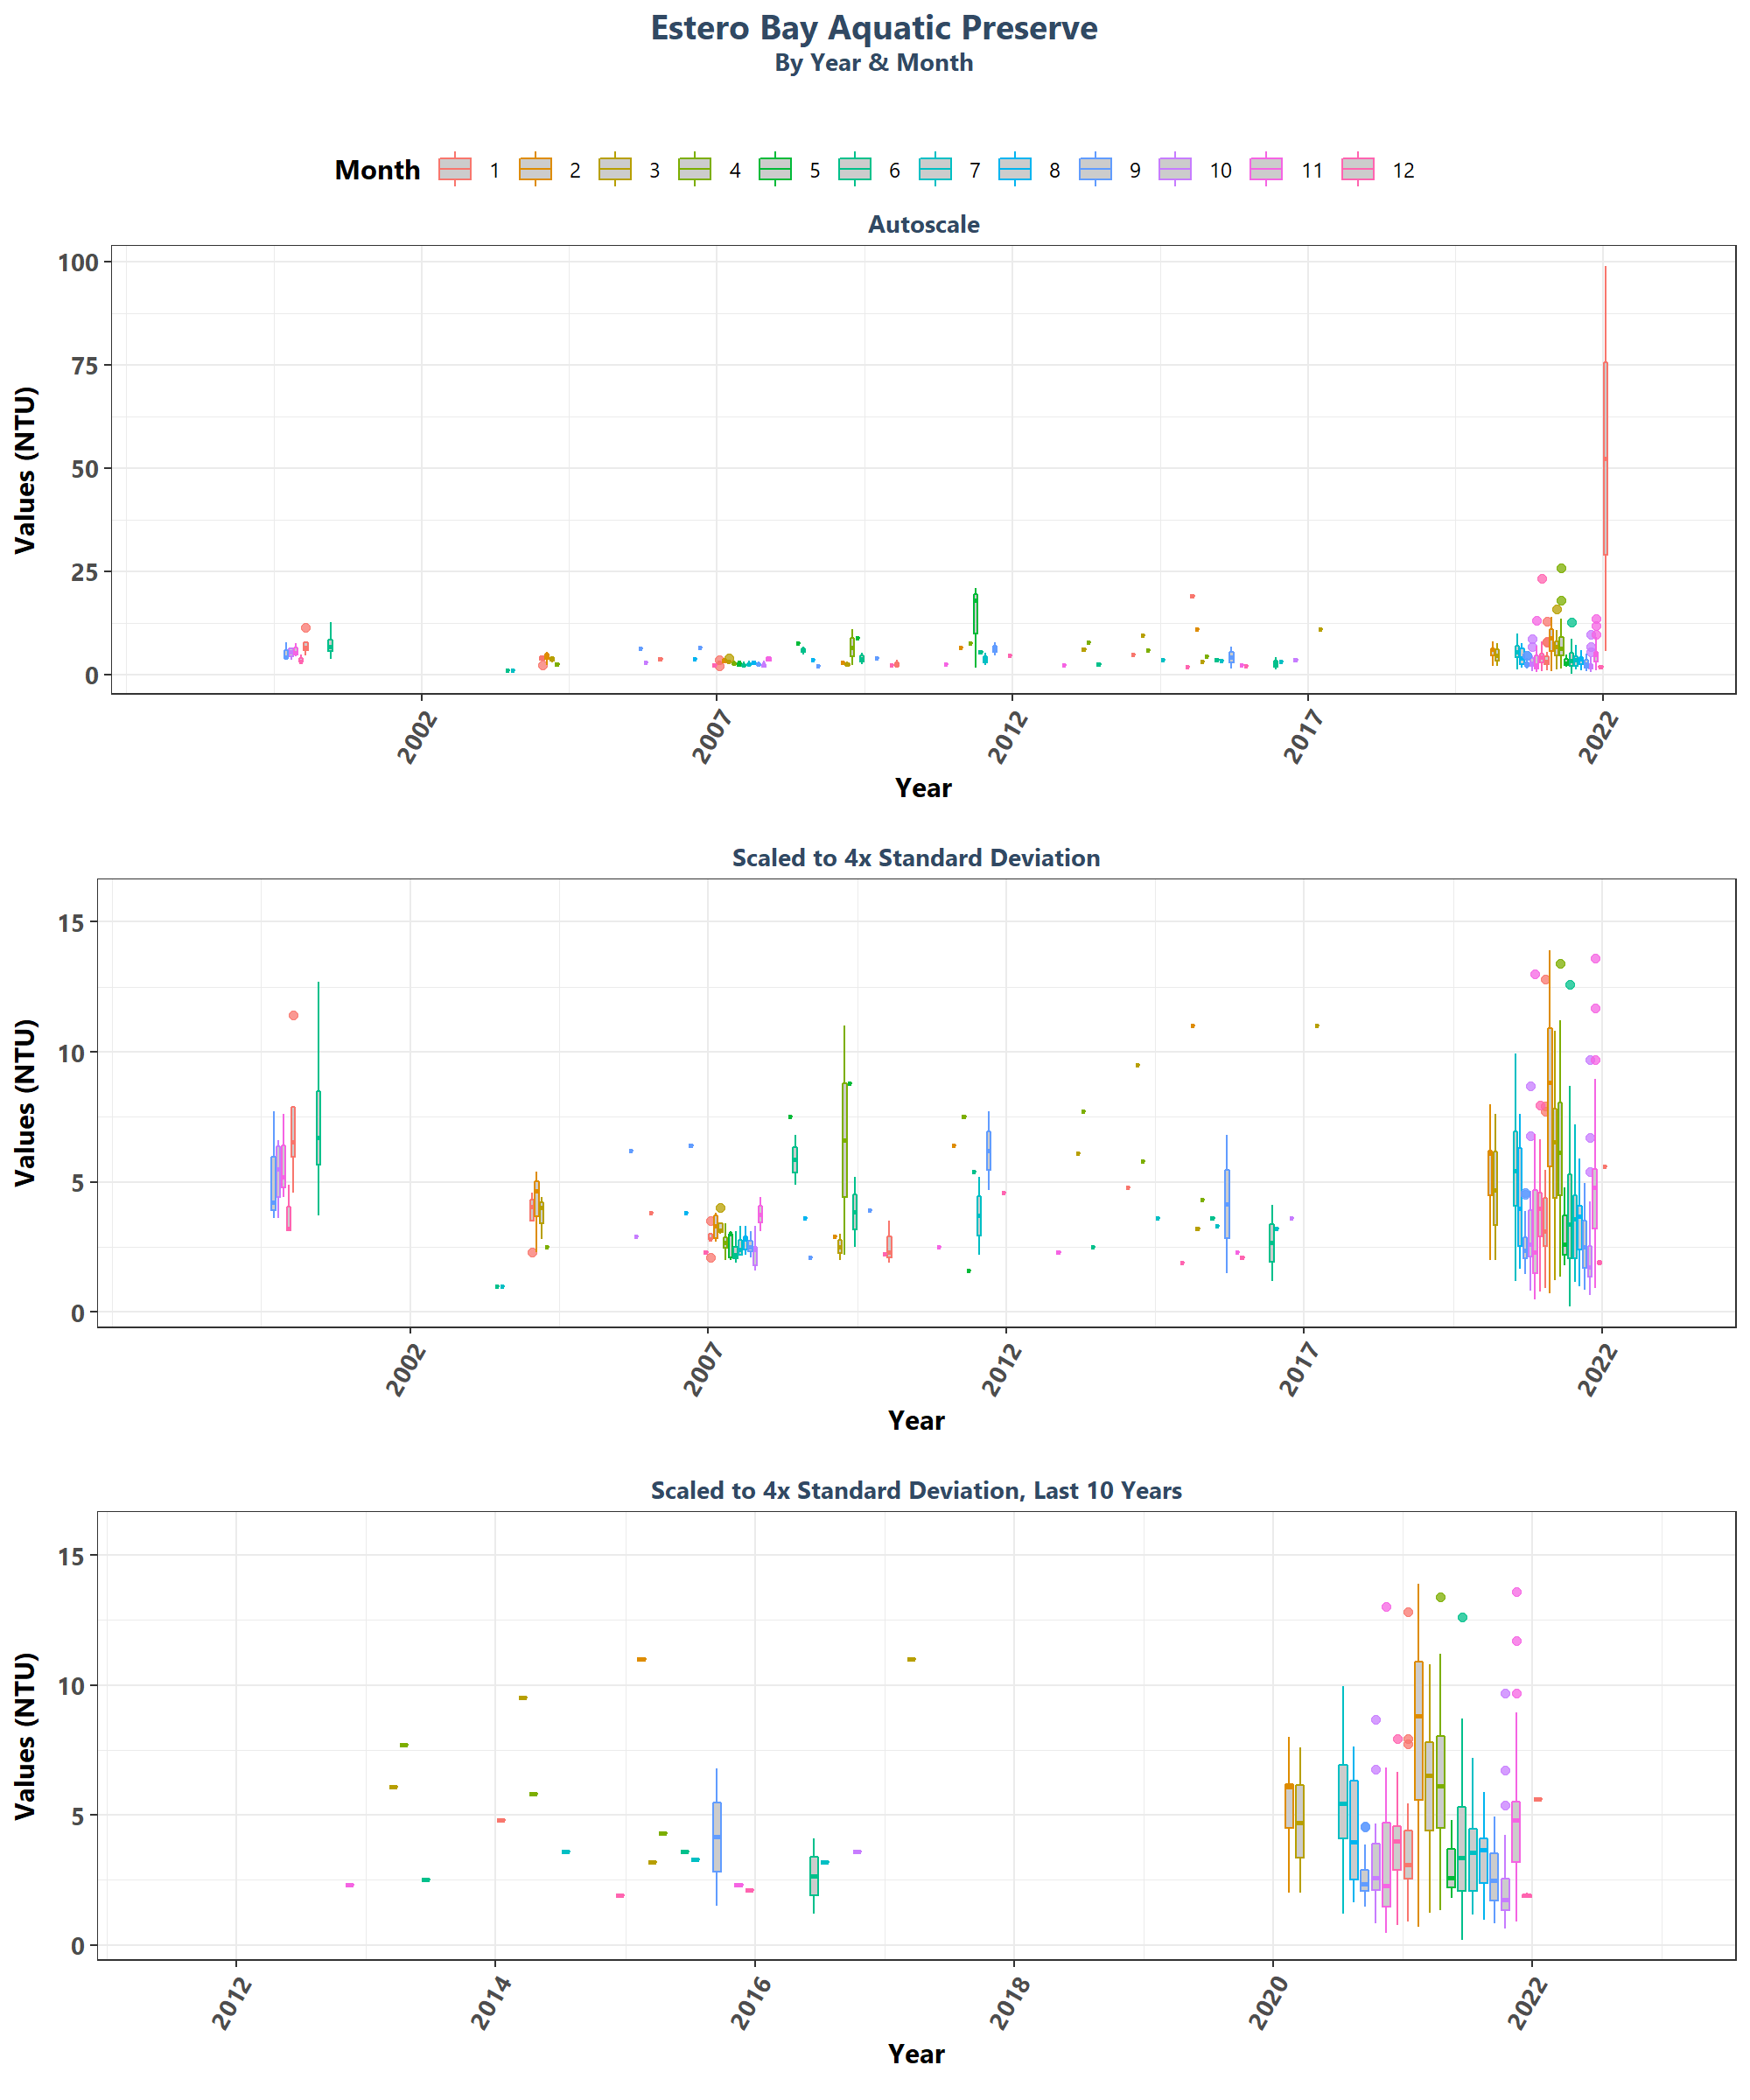 Estero Bay Aquatic Preserve
By Year & Month
Month 1 2 3 4 5 6 7 8 9 10 11 12
Autoscale
Values (NTU)
100
75
50
25
0
2002 2007 2012 2017 2022
Year
Scaled to 4x Standard Deviation
Values (NTU)
15
10
5
0
2002 2007 2012 2017 2022
Year
Scaled to 4x Standard Deviation, Last 10 Years
Values (NTU)
15
10
5
0
2012 2014 2016 2018 2020 2022
Year